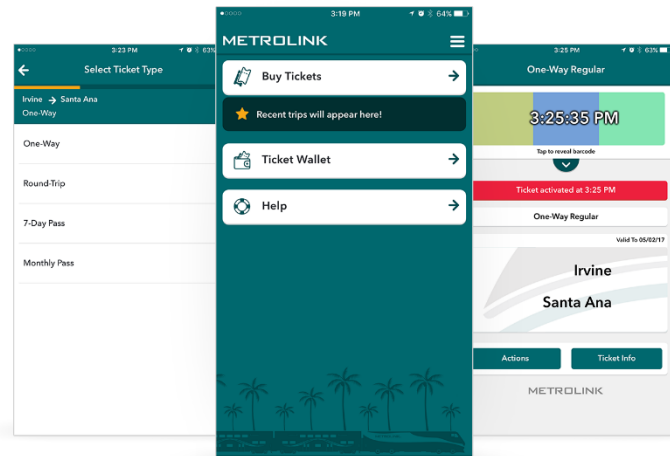 3:23 PM
63%
Select Ticket Type
Irvine → Santa Ana
One-Way
One-Way
Round-Trip
7-Day Pass
Monthly Pass
3:19 PM
64%
METROLINK
Buy Tickets
Recent trips will appear here!
Ticket Wallet
Help
3:25 PM
63%
One-Way Regular
3:25:35 PM
Tap to reveal barcode
Ticket activated at 3:25 PM
One-Way Regular
Valid To 05/02/17
Irvine
Santa Ana
Actions
Ticket Info
METROLINK